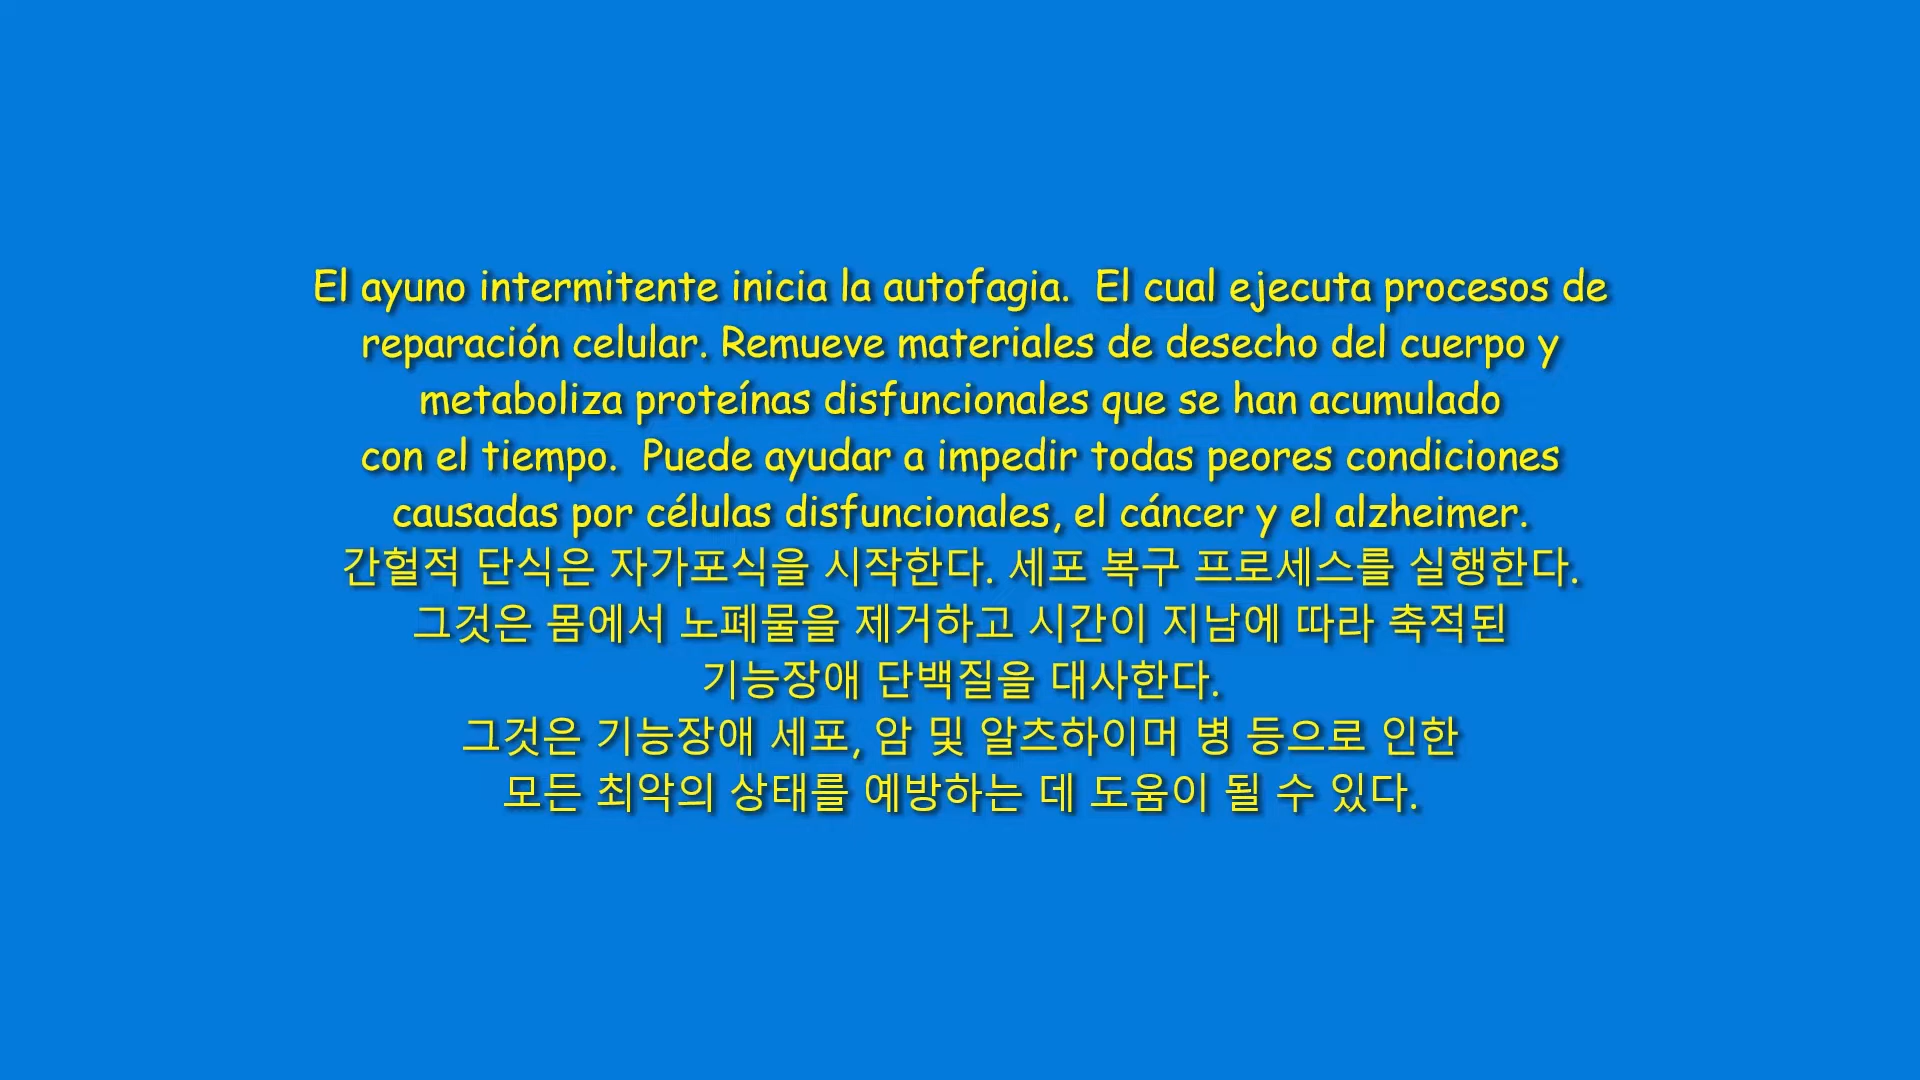 El ayuno intermitente inicia la autofagia.  El cual ejecuta procesos de
reparación celular. Remueve materiales de desecho del cuerpo y
metaboliza proteínas disfuncionales que se han acumulado
con el tiempo.  Puede ayudar a impedir todas peores condiciones
causadas por células disfuncionales, el cáncer y el alzheimer.
간헐적 단식은 자가포식을 시작한다. 세포 복구 프로세스를 실행한다.
그것은 몸에서 노폐물을 제거하고 시간이 지남에 따라 축적된
기능장애 단백질을 대사한다.
그것은 기능장애 세포, 암 및 알츠하이머 병 등으로 인한
모든 최악의 상태를 예방하는 데 도움이 될 수 있다.